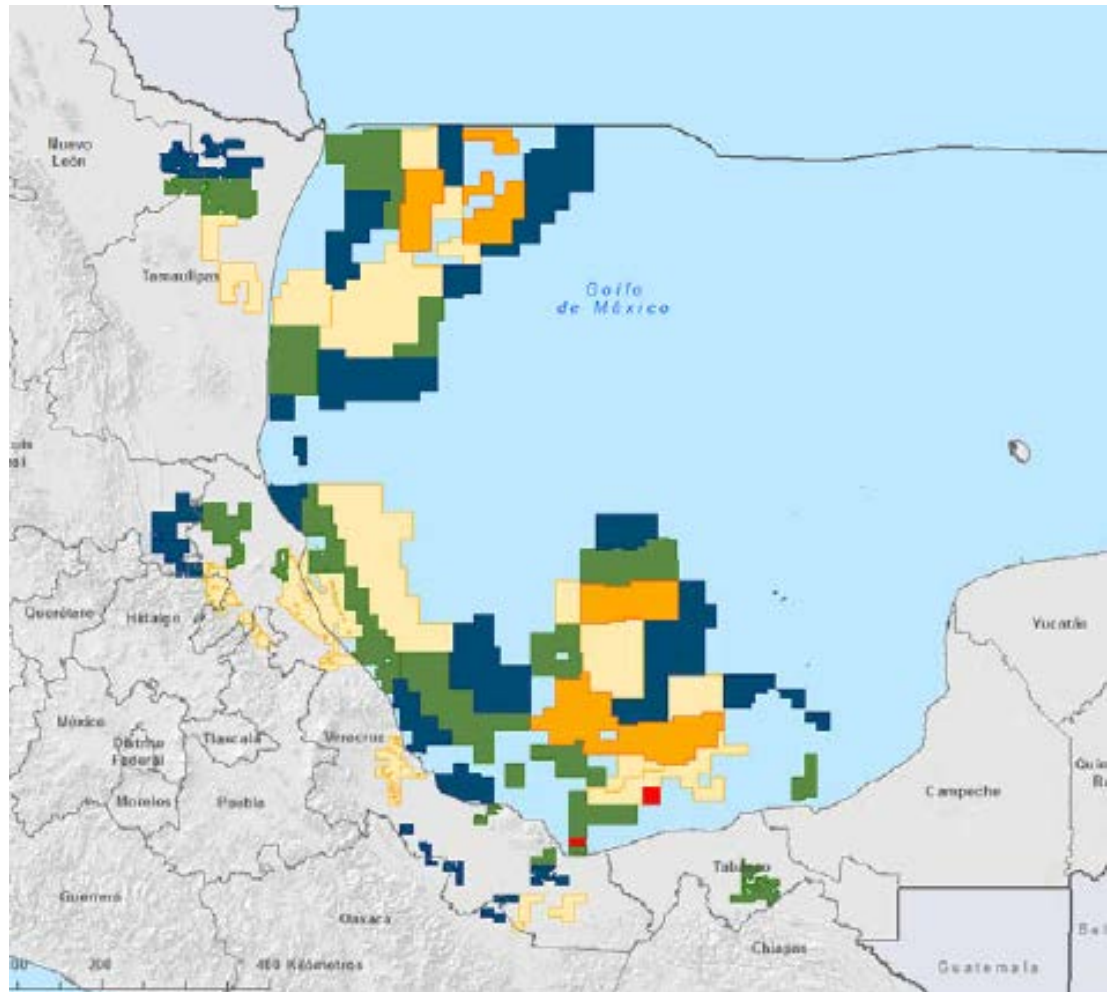 Nuevo
León
Tamaulipas
Golfo
de México
Querétaro
Hidalgo
Yucatán
México
Distrito
Federal
Tlaxcala
Veracruz
Morelos
Puebla
Campeche
Tabasco
Guerrero
Oaxaca
Chiapas
Guatemala
200
400 Kilómetros